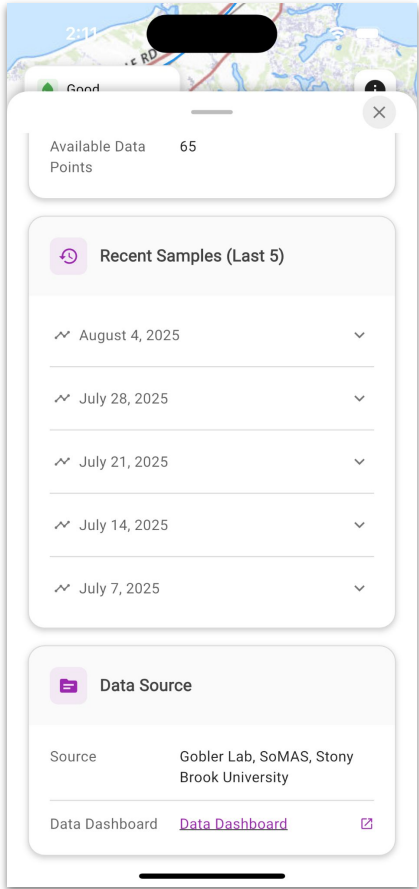 2:11
F RD
Good
Available Data
Points
65
Recent Samples (Last 5)
August 4, 2025
July 28, 2025
July 21, 2025
July 14, 2025
July 7, 2025
Data Source
Source
Gobler Lab, SoMAS, Stony
Brook University
Data Dashboard
Data Dashboard